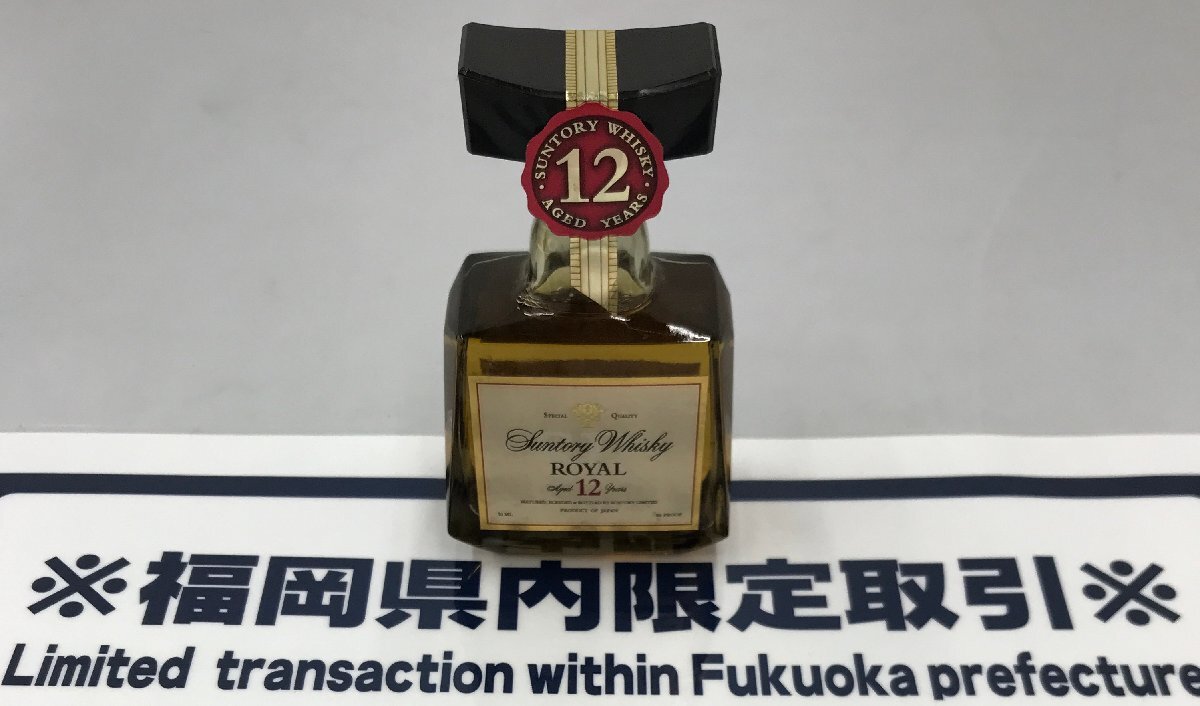 SUNTORY WHISKY
12
AGED YEARS
SPECIAL QUALITY
Suntory Whisky
ROYAL
Aged 12 Years
PRODUCT OF JAPAN
※福岡県内限定取引※
Limited transaction within Fukuoka prefecture